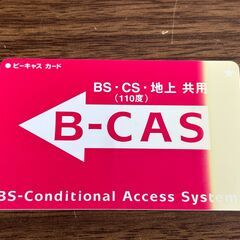 ビーキャス カード
BS・CS・地上 共用
(110度)
B-CAS
BS-Conditional Access System